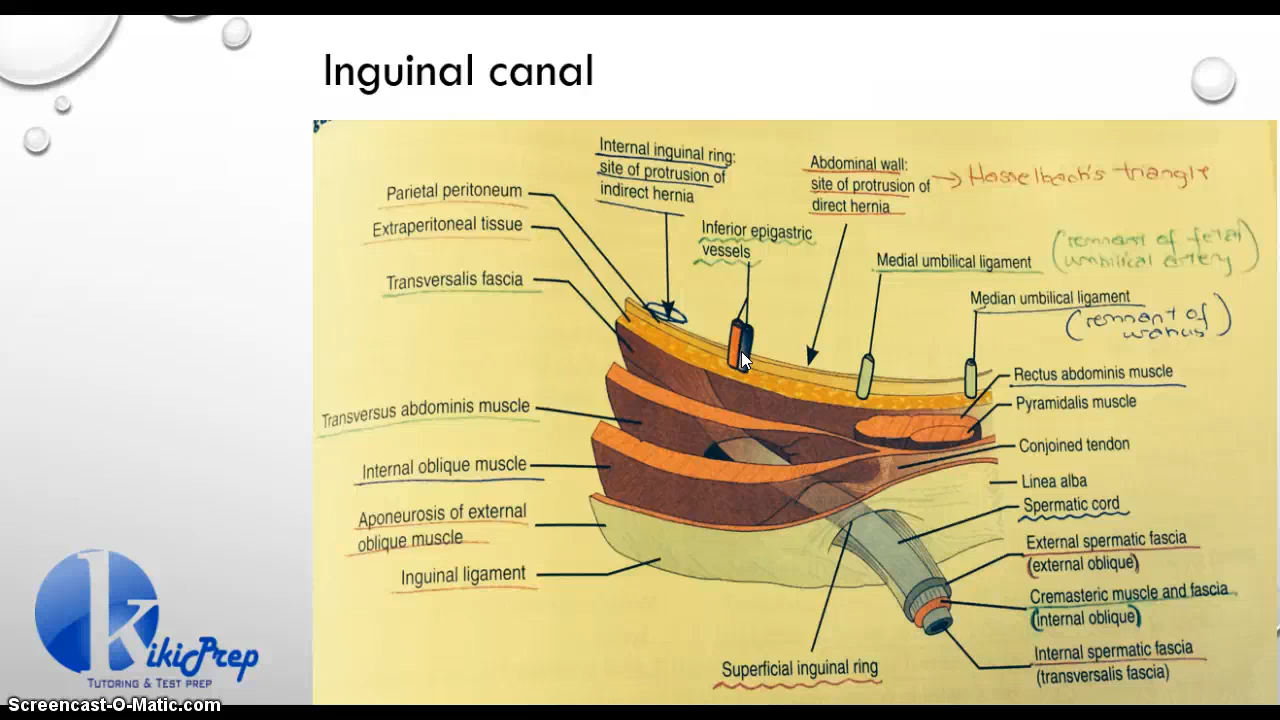 Inguinal canal
Internal inguinal ring:
site of protrusion of
indirect hernia
Abdominal wall:
site of protrusion of
direct hernia
→ Hasselbach's triangle
Parietal peritoneum
Extraperitoneal tissue
Transversalis fascia
Inferior epigastric
vessels
Medial umbilical ligament
(remnant of fetal
umbilical artery)
Median umbilical ligament
(remnant of
urachus)
Rectus abdominis muscle
Pyramidalis muscle
Conjoined tendon
Linea alba
Spermatic cord
External spermatic fascia
(external oblique)
Cremasteric muscle and fascia
(internal oblique)
Internal spermatic fascia
(transversalis fascia)
Transversus abdominis muscle
Internal oblique muscle
Aponeurosis of external
oblique muscle
Inguinal ligament
Superficial inguinal ring
kikiPrep
TUTORING & TEST PREP
Screencast-O-Matic.com